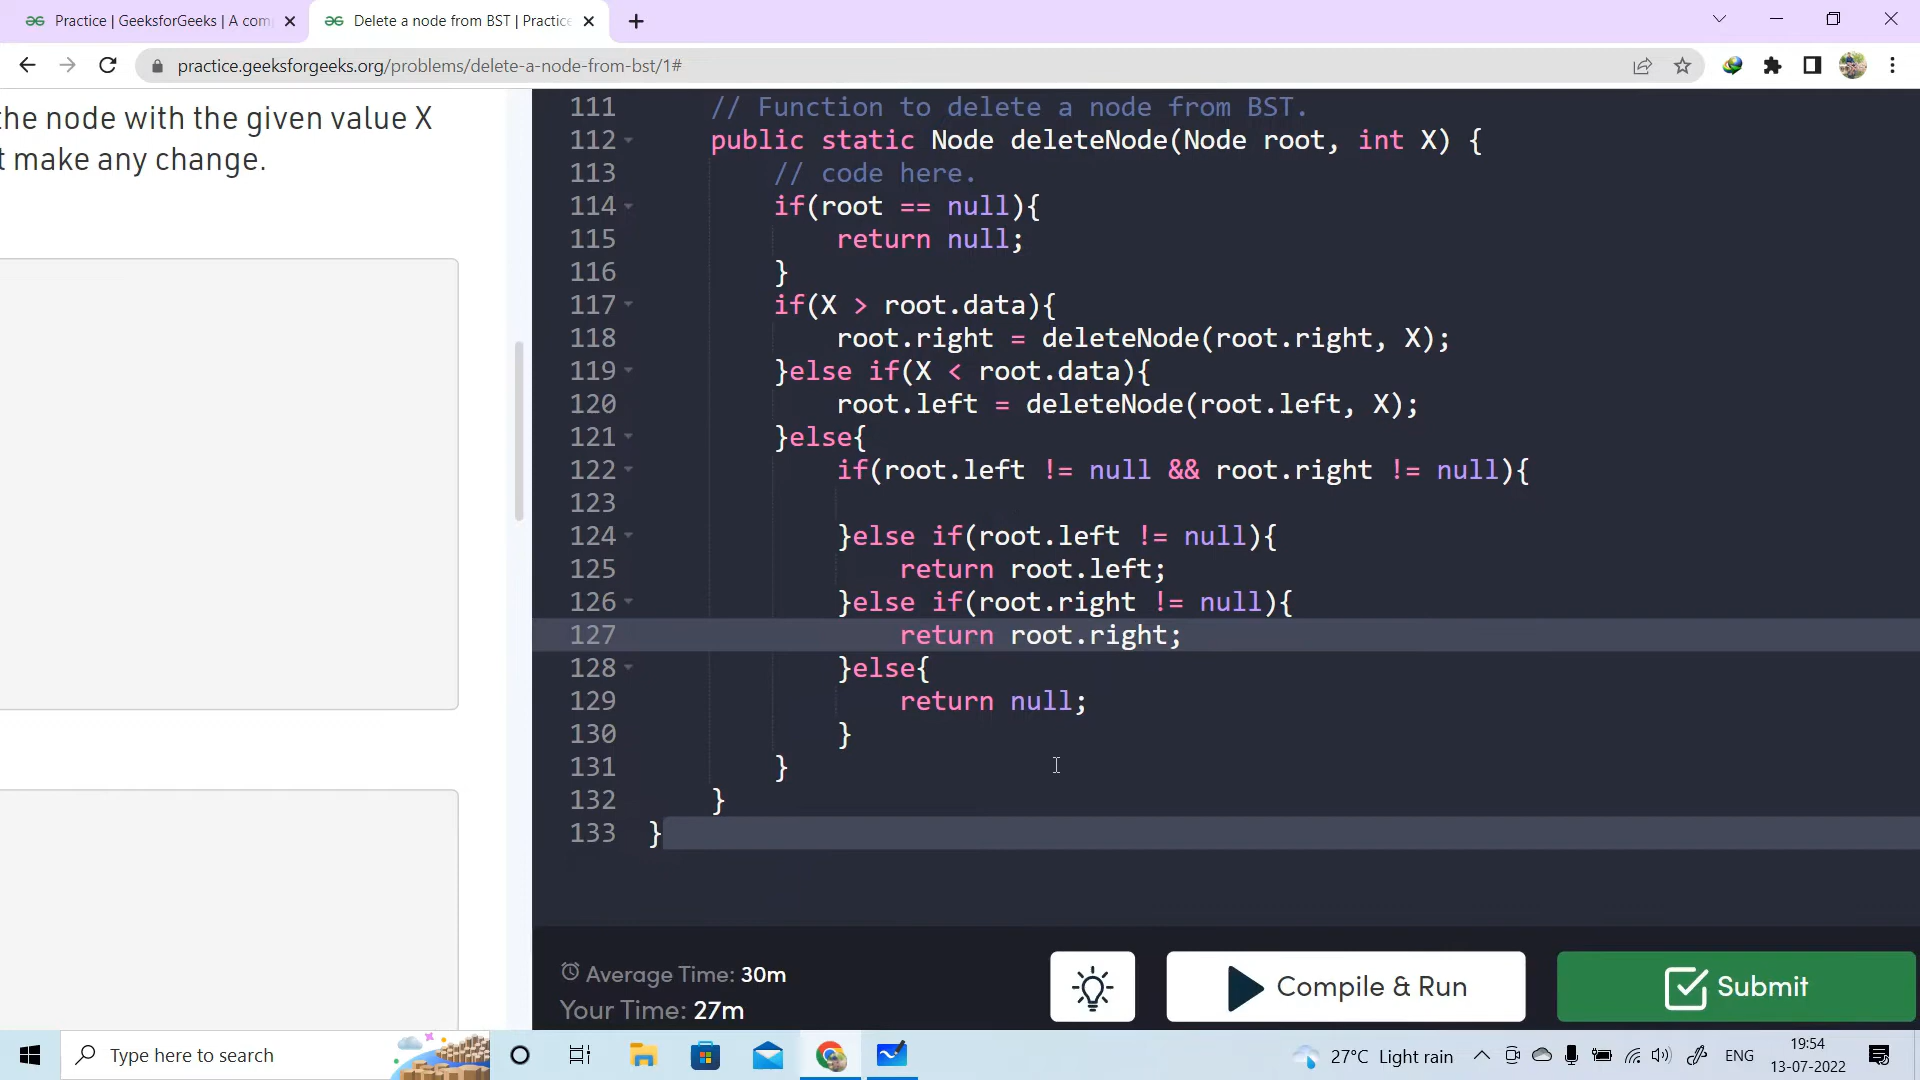 Practice | GeeksforGeeks | A com
Delete a node from BST | Practice
practice.geeksforgeeks.org/problems/delete-a-node-from-bst/1#
he node with the given value X
t make any change.
111 // Function to delete a node from BST.
112 public static Node deleteNode(Node root, int X) {
113 // code here.
114 if(root == null){
115 return null;
116 }
117 if(X > root.data){
118 root.right = deleteNode(root.right, X);
119 }else if(X < root.data){
120 root.left = deleteNode(root.left, X);
121 }else{
122 if(root.left != null && root.right != null){
123
124 }else if(root.left != null){
125 return root.left;
126 }else if(root.right != null){
127 return root.right;
128 }else{
129 return null;
130 }
131 }
132 }
133 }
Average Time: 30m
Your Time: 27m
Compile & Run
Submit
Type here to search
27°C Light rain
ENG
19:54
13-07-2022